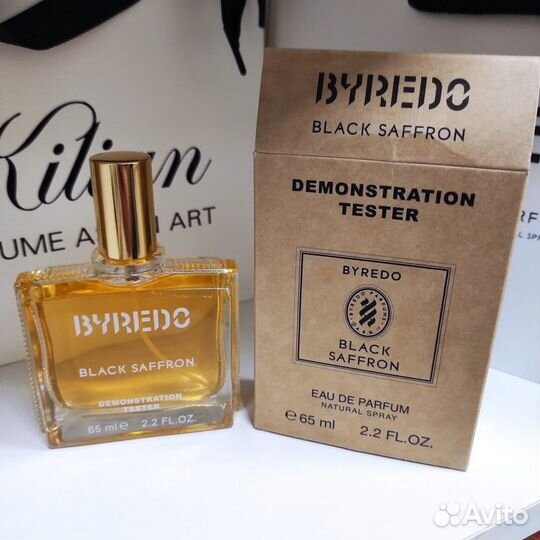 Kilian
BYREDO
BLACK SAFFRON
DEMONSTRATION
TESTER
BYREDO
BLACK
SAFFRON
EAU DE PARFUM
NATURAL SPRAY
℮ 65 ml 2.2 FL.OZ.
BYREDO
BLACK SAFFRON
DEMONSTRATION
TESTER
65 ml ℮ 2.2 FL.OZ.
ART
Avito